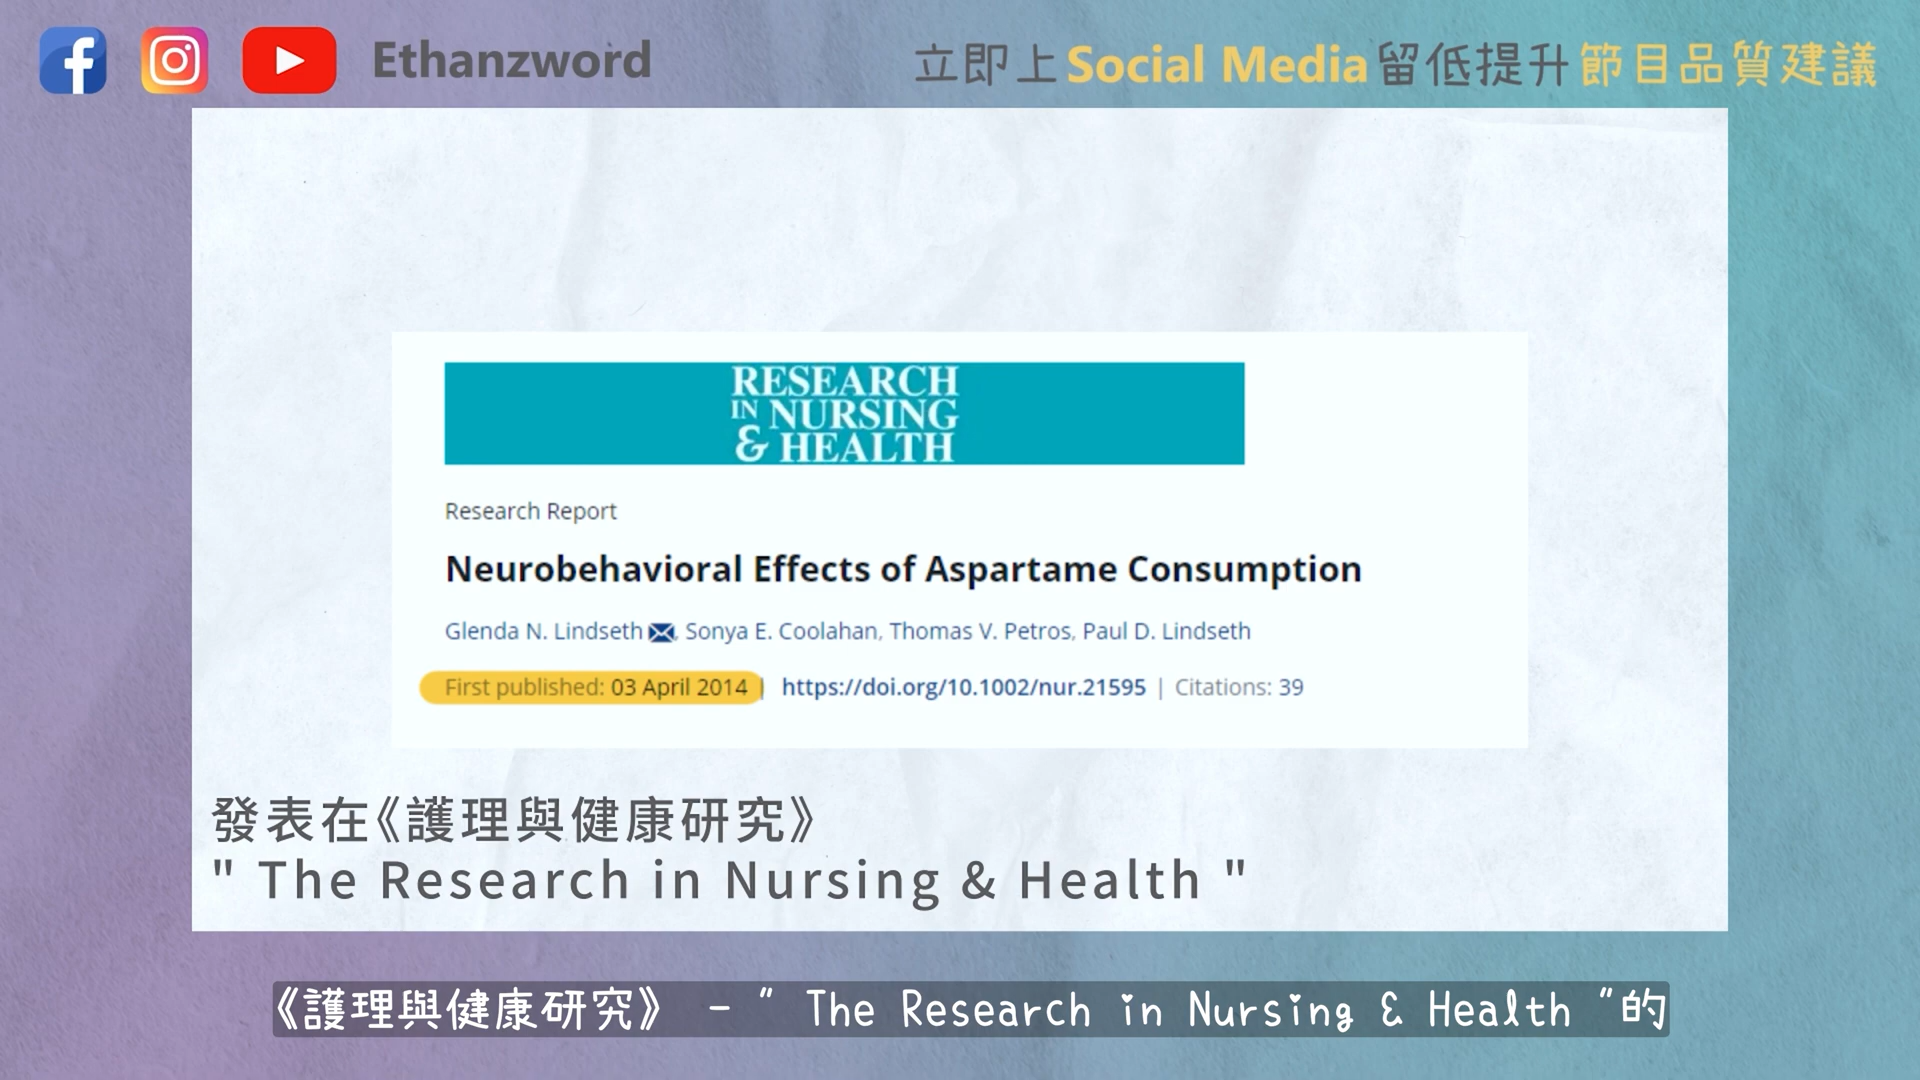 Ethanzword
立即上Social Media留低提升節目品質建議
RESEARCH
IN NURSING
& HEALTH
Research Report
Neurobehavioral Effects of Aspartame Consumption
Glenda N. Lindseth, Sonya E. Coolahan, Thomas V. Petros, Paul D. Lindseth
First published: 03 April 2014 | https://doi.org/10.1002/nur.21595 | Citations: 39
發表在《護理與健康研究》
" The Research in Nursing & Health "
《護理與健康研究》 - " The Research in Nursing & Health "的